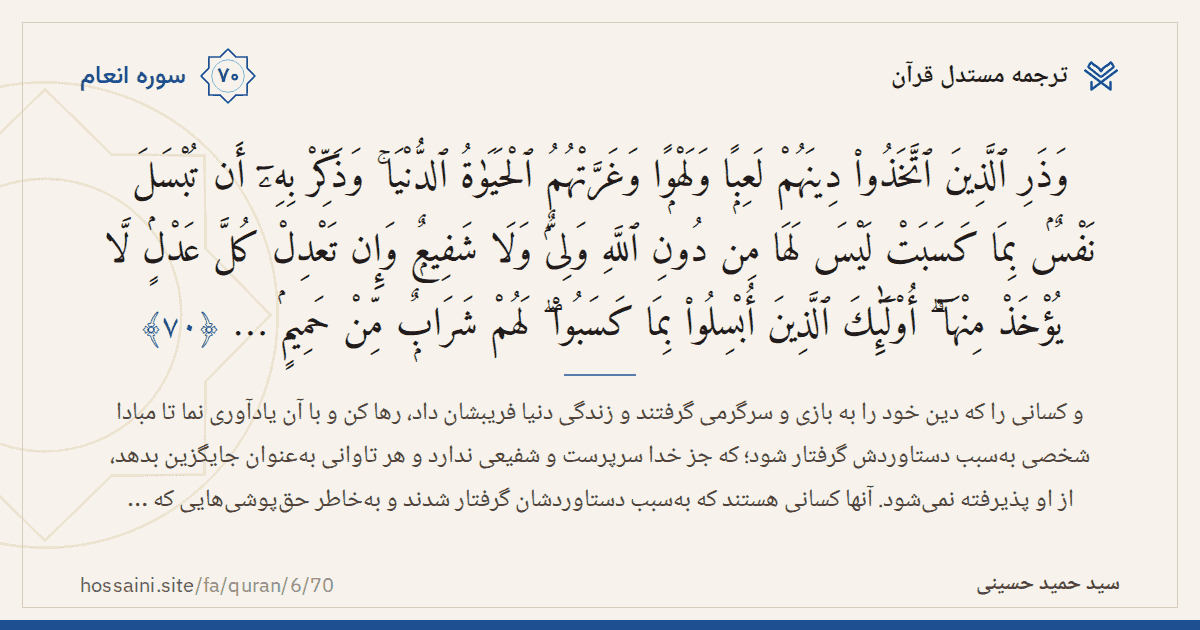 ترجمه مستدل قرآن
۷۰ سوره انعام
وَذَرِ ٱلَّذِينَ ٱتَّخَذُواْ دِينَهُمْ لَعِبࣰا وَلَهْوࣰا وَغَرَّتْهُمُ ٱلْحَيَوٰةُ ٱلدُّنْيَاۚ وَذَكِّرْ بِهِۦٓ أَن تُبْسَلَ
نَفْسُۢ بِمَا كَسَبَتْ لَيْسَ لَهَا مِن دُونِ ٱللَّهِ وَلِىࣱّ وَلَا شَفِيعࣱ وَإِن تَعْدِلْ كُلَّ عَدْلࣲ لَّا
يُؤْخَذْ مِنْهَآۗ أُوْلَٰٓئِكَ ٱلَّذِينَ أُبْسِلُواْ بِمَا كَسَبُواْۖ لَهُمْ شَرَابࣱ مِّنْ حَمِيمࣲ ... ﴿٧٠﴾
و کسانی را که دین خود را به بازی و سرگرمی گرفتند و زندگی دنیا فریبشان داد، رها کن و با آن یادآوری نما تا مبادا
شخصی به‌سبب دستاوردش گرفتار شود؛ که جز خدا سرپرست و شفیعی ندارد و هر تاوانی به‌عنوان جایگزین بدهد،
از او پذیرفته نمی‌شود. آنها کسانی هستند که به‌سبب دستاوردشان گرفتار شدند و به‌خاطر حق‌پوشی‌هایی که ...
سید حمید حسینی
hossaini.site/fa/quran/6/70